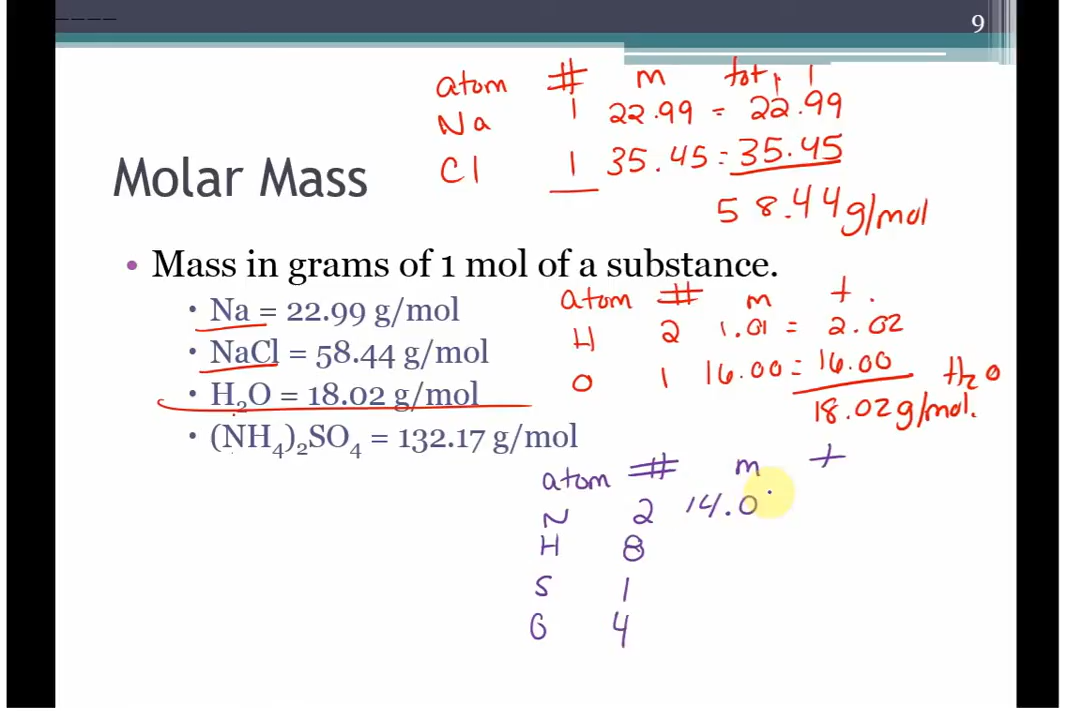 9
atom # m tot.
Na 1 22.99 = 22.99
Cl 1 35.45 = 35.45
58.44 g/mol
Molar Mass
• Mass in grams of 1 mol of a substance.
• Na = 22.99 g/mol
• NaCl = 58.44 g/mol
• H₂O = 18.02 g/mol
• (NH₄)₂SO₄ = 132.17 g/mol
atom # m t.
H 2 1.01 = 2.02
O 1 16.00 = 16.00 H₂O
18.02 g/mol.
atom # m t
N 2 14.0
H 8
S 1
O 4